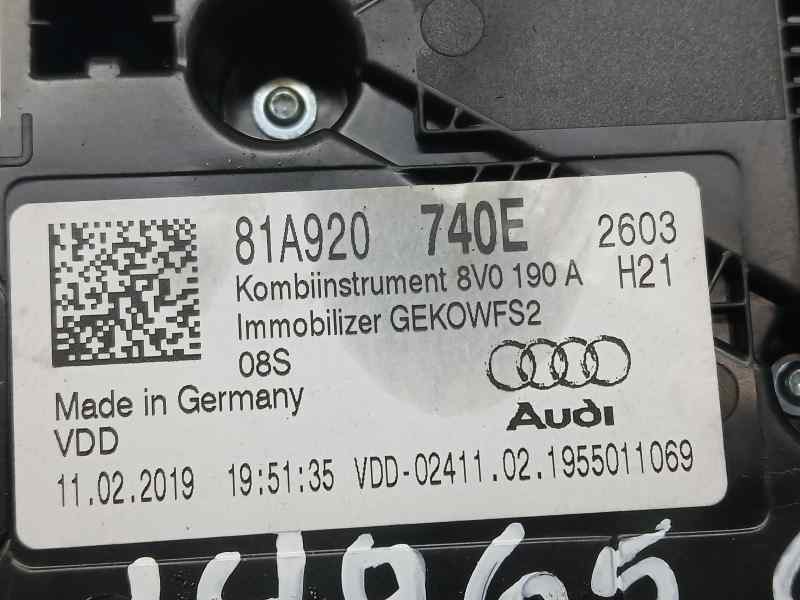 81A920 740E 2603
Kombiinstrument 8V0 190 A H21
Immobilizer GEKOWFS2
08S
Audi
Made in Germany
VDD
11.02.2019 19:51:35 VDD-02411.02.1955011069